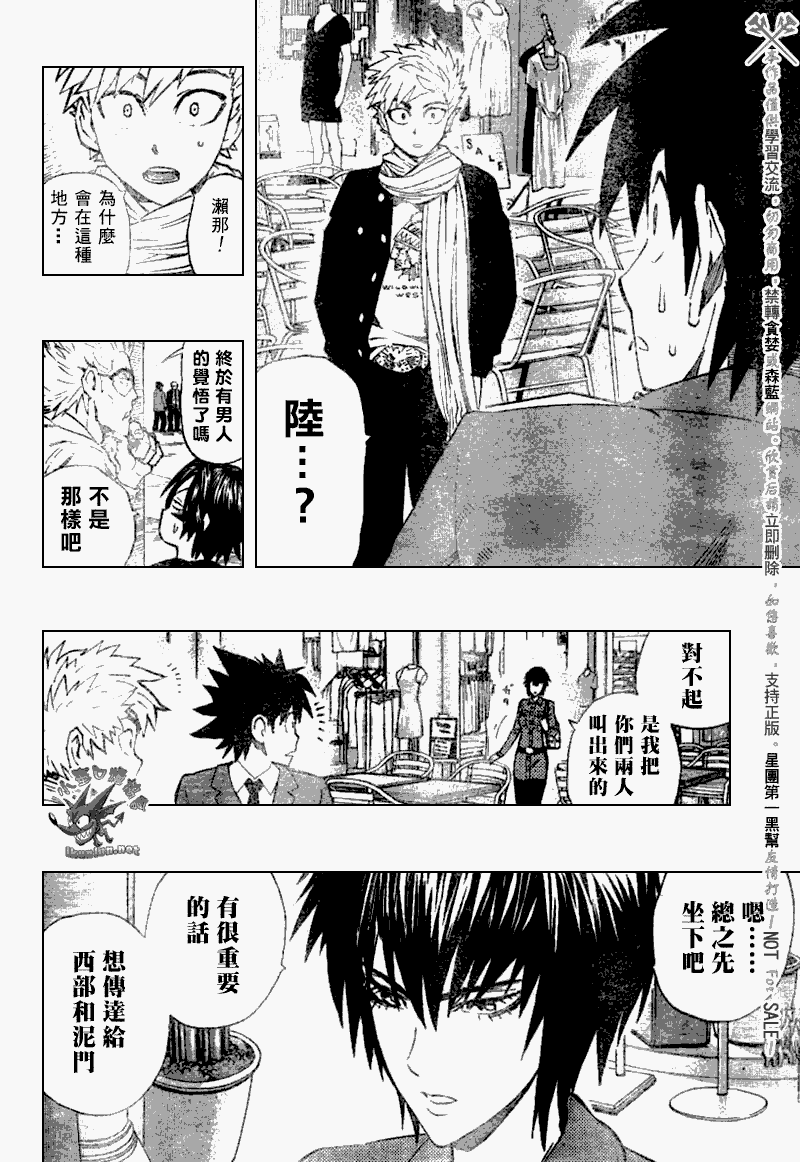 陸…?
SALE
WILD WEST
瀨那!
為什麼
會在這種
地方…
終於有男人
的覺悟了嗎
不是
那樣吧
對不起
是我把
你們兩人
叫出來的
嗯……
總之先
坐下吧
有很重要
的話
想傳達給
西部和泥門
本作品僅供學習交流。勿勿商用,禁轉貪婪
森藍網站。欣賞后請立即刪除,如您喜歡。支持正版。星團第一黑幫友情打造/NOT For SALE